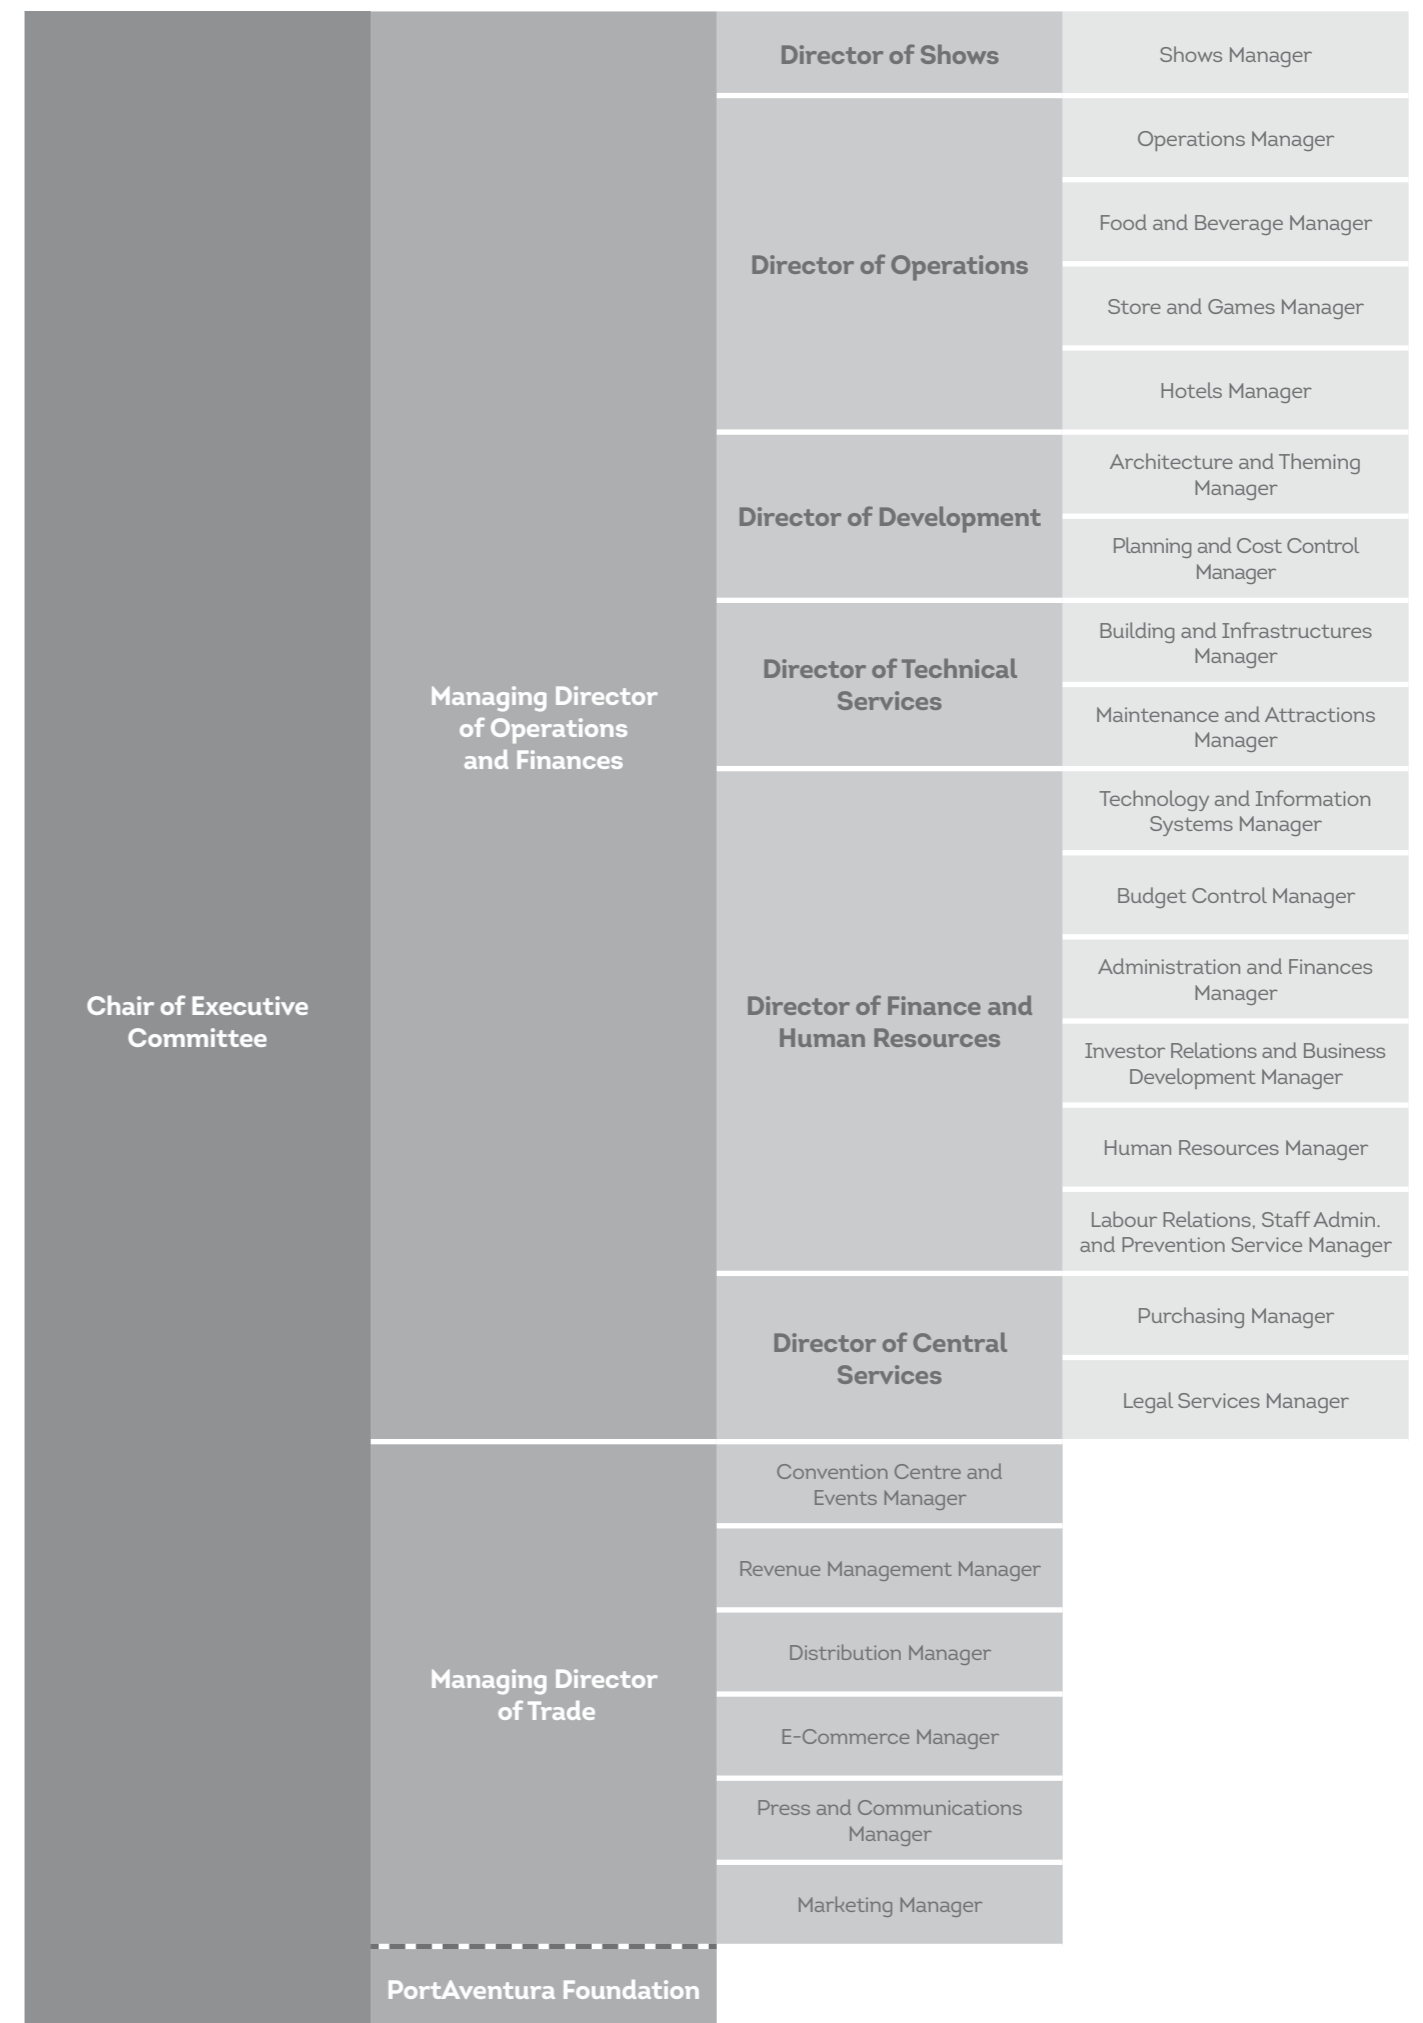 Chair of Executive
Committee
Managing Director
of Operations
and Finances
Director of Shows
Shows Manager
Director of Operations
Operations Manager
Food and Beverage Manager
Store and Games Manager
Hotels Manager
Director of Development
Architecture and Theming
Manager
Planning and Cost Control
Manager
Director of Technical
Services
Building and Infrastructures
Manager
Maintenance and Attractions
Manager
Director of Finance and
Human Resources
Technology and Information
Systems Manager
Budget Control Manager
Administration and Finances
Manager
Investor Relations and Business
Development Manager
Human Resources Manager
Labour Relations, Staff Admin.
and Prevention Service Manager
Director of Central
Services
Purchasing Manager
Legal Services Manager
Managing Director
of Trade
Convention Centre and
Events Manager
Revenue Management Manager
Distribution Manager
E-Commerce Manager
Press and Communications
Manager
Marketing Manager
PortAventura Foundation